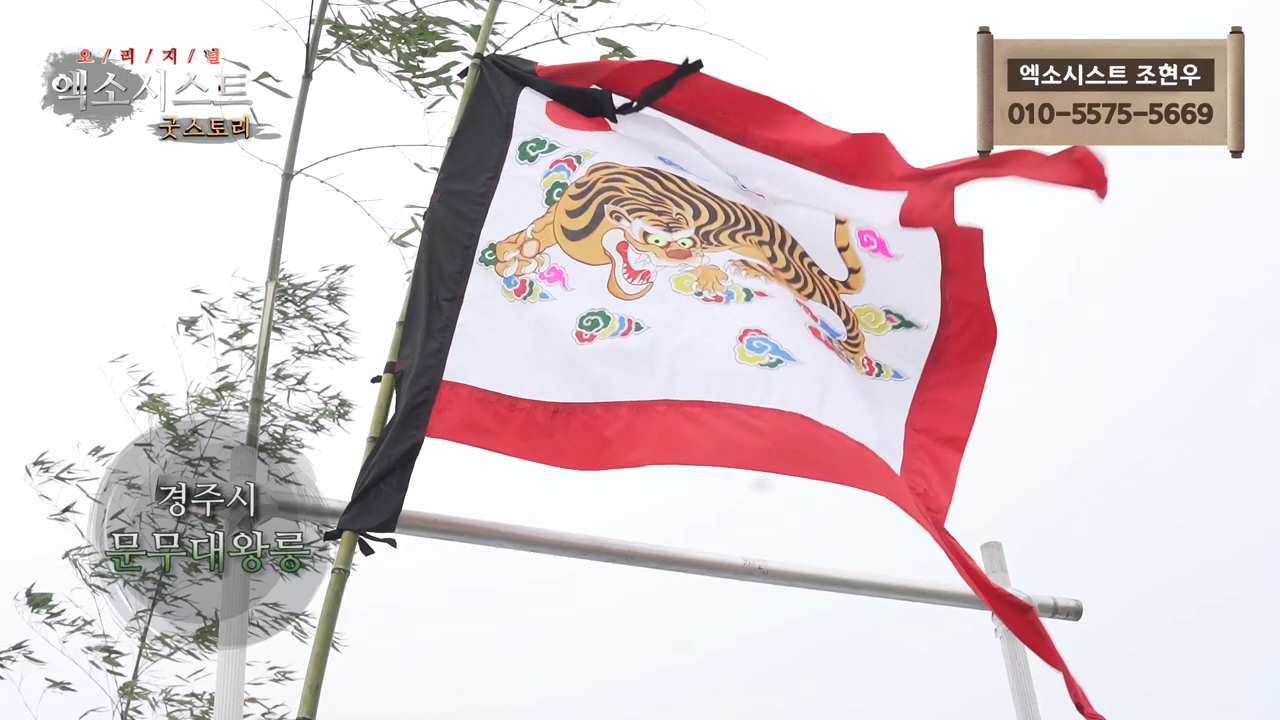 오/리/지/널
엑소시스트
굿스토리
엑소시스트 조현우
010-5575-5669
경주시
문무대왕릉